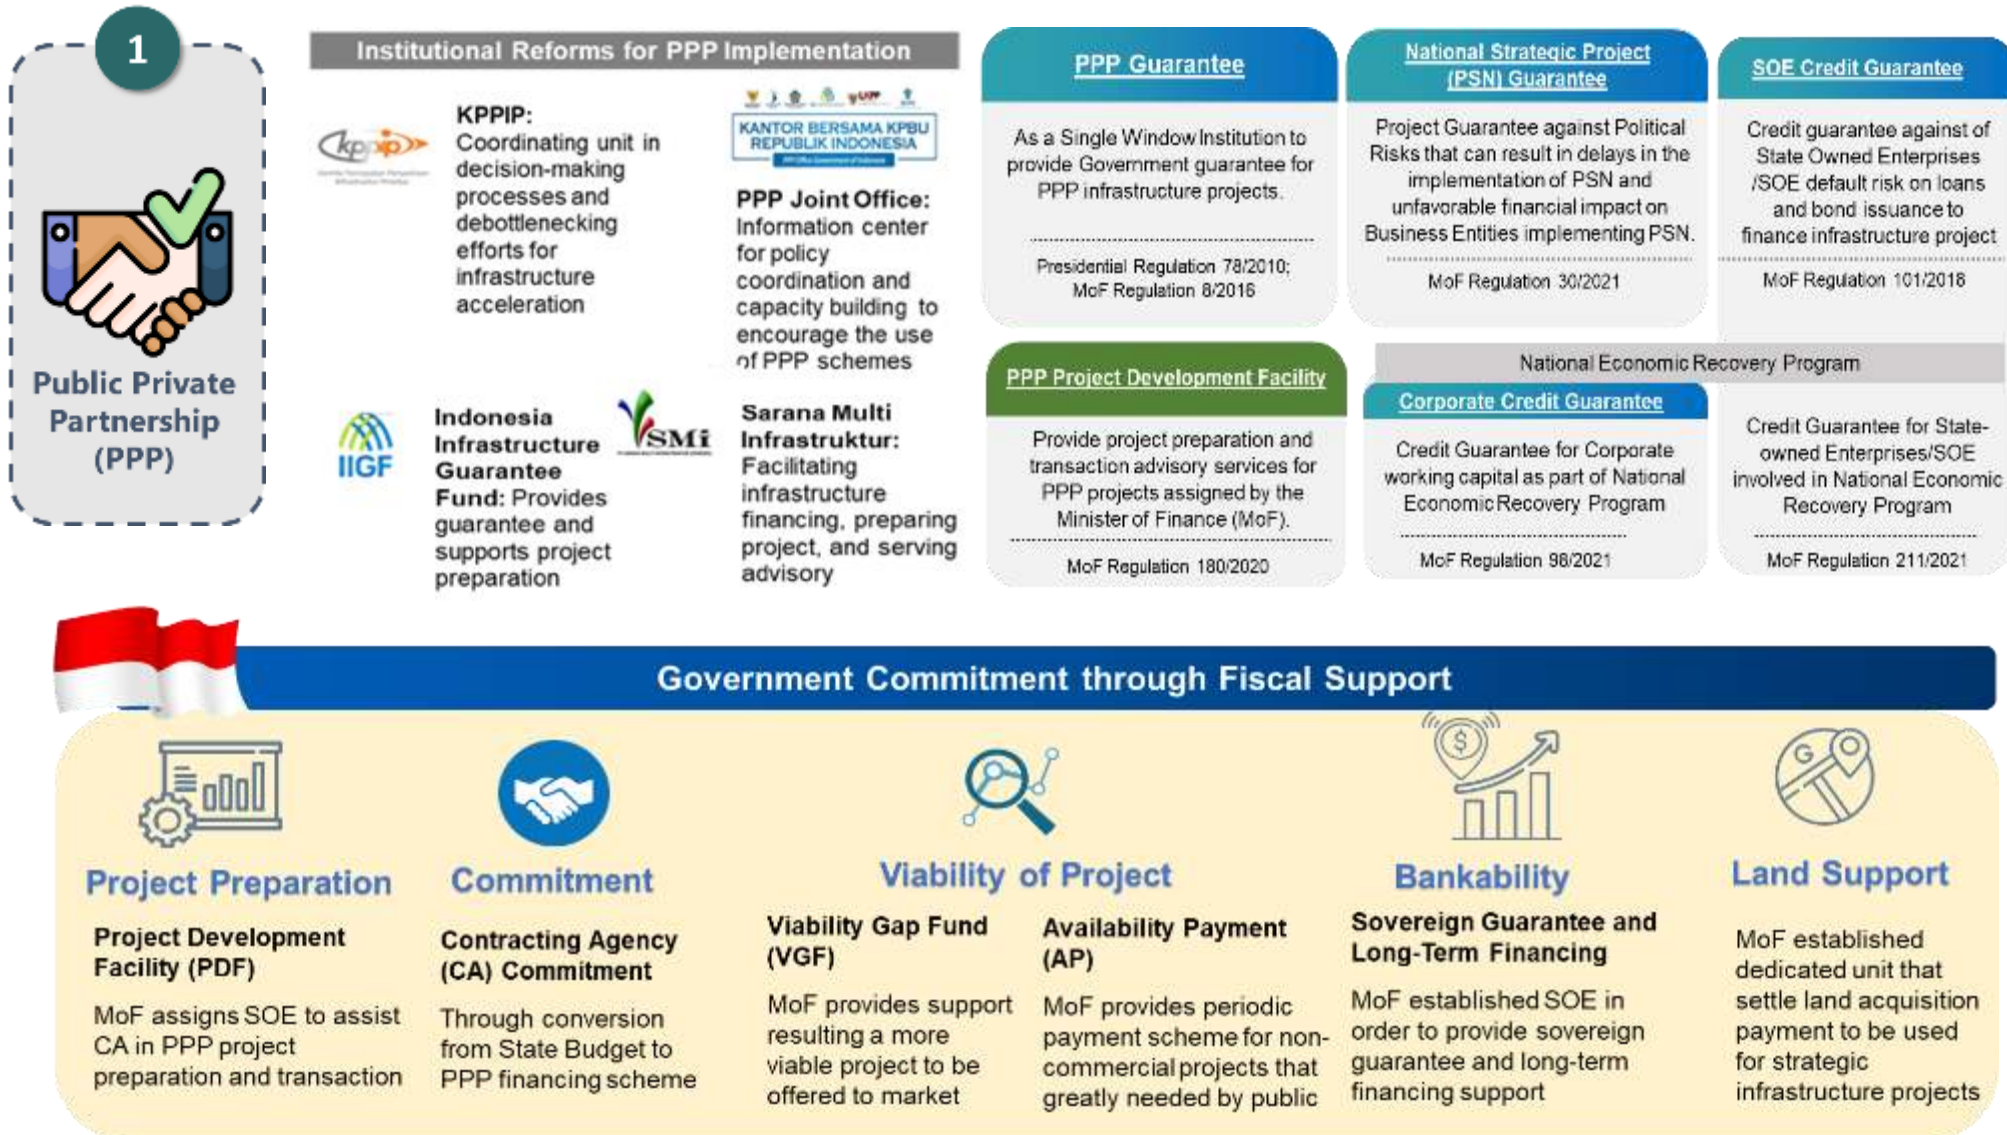 1
Public Private
Partnership
(PPP)
Institutional Reforms for PPP Implementation
kppip
KPPIP:
Coordinating unit in
decision-making
processes and
debottlenecking
efforts for
infrastructure
acceleration
KANTOR BERSAMA KPBU
REPUBLIK INDONESIA
PPP Joint Office:
Information center
for policy
coordination and
capacity building to
encourage the use
of PPP schemes
IIGF
Indonesia
Infrastructure
Guarantee
Fund: Provides
guarantee and
supports project
preparation
SMi
Sarana Multi
Infrastruktur:
Facilitating
infrastructure
financing, preparing
project, and serving
advisory
PPP Guarantee
As a Single Window Institution to
provide Government guarantee for
PPP infrastructure projects.
Presidential Regulation 78/2010;
MoF Regulation 8/2016
National Strategic Project
(PSN) Guarantee
Project Guarantee against Political
Risks that can result in delays in the
implementation of PSN and
unfavorable financial impact on
Business Entities implementing PSN.
MoF Regulation 30/2021
SOE Credit Guarantee
Credit guarantee against of
State Owned Enterprises
/SOE default risk on loans
and bond issuance to
finance infrastructure project
MoF Regulation 101/2018
PPP Project Development Facility
Provide project preparation and
transaction advisory services for
PPP projects assigned by the
Minister of Finance (MoF).
MoF Regulation 180/2020
National Economic Recovery Program
Corporate Credit Guarantee
Credit Guarantee for Corporate
working capital as part of National
Economic Recovery Program
MoF Regulation 98/2021
Credit Guarantee for State-
owned Enterprises/SOE
involved in National Economic
Recovery Program
MoF Regulation 211/2021
Government Commitment through Fiscal Support
Project Preparation
Project Development
Facility (PDF)
MoF assigns SOE to assist
CA in PPP project
preparation and transaction
Commitment
Contracting Agency
(CA) Commitment
Through conversion
from State Budget to
PPP financing scheme
Viability of Project
Viability Gap Fund
(VGF)
MoF provides support
resulting a more
viable project to be
offered to market
Availability Payment
(AP)
MoF provides periodic
payment scheme for non-
commercial projects that
greatly needed by public
$
Bankability
Sovereign Guarantee and
Long-Term Financing
MoF established SOE in
order to provide sovereign
guarantee and long-term
financing support
G
Land Support
MoF established
dedicated unit that
settle land acquisition
payment to be used
for strategic
infrastructure projects